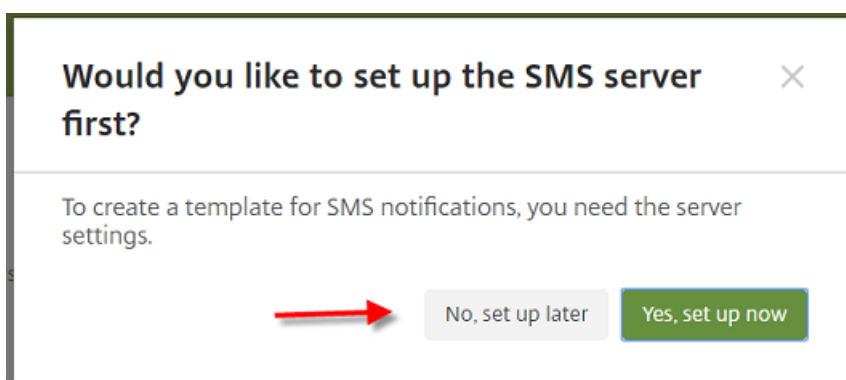 Would you like to set up the SMS server
first?
To create a template for SMS notifications, you need the server
settings.
No, set up later
Yes, set up now